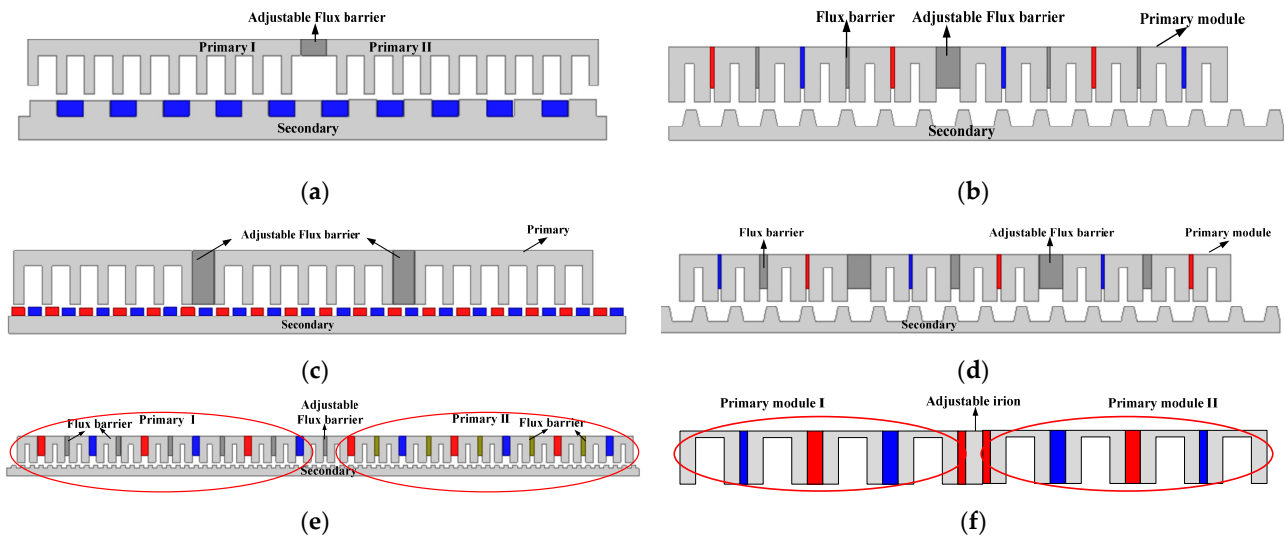 (a)
Adjustable Flux barrier
Primary I
Primary II
Secondary
(b)
Flux barrier
Adjustable Flux barrier
Primary module
Secondary
(c)
Adjustable Flux barrier
Primary
Secondary
(d)
Flux barrier
Adjustable Flux barrier
Primary module
Secondary
(e)
Flux barrier
Primary I
Adjustable
Flux barrier
Primary II
Flux barrier
Secondary
(f)
Primary module I
Adjustable irion
Primary module II